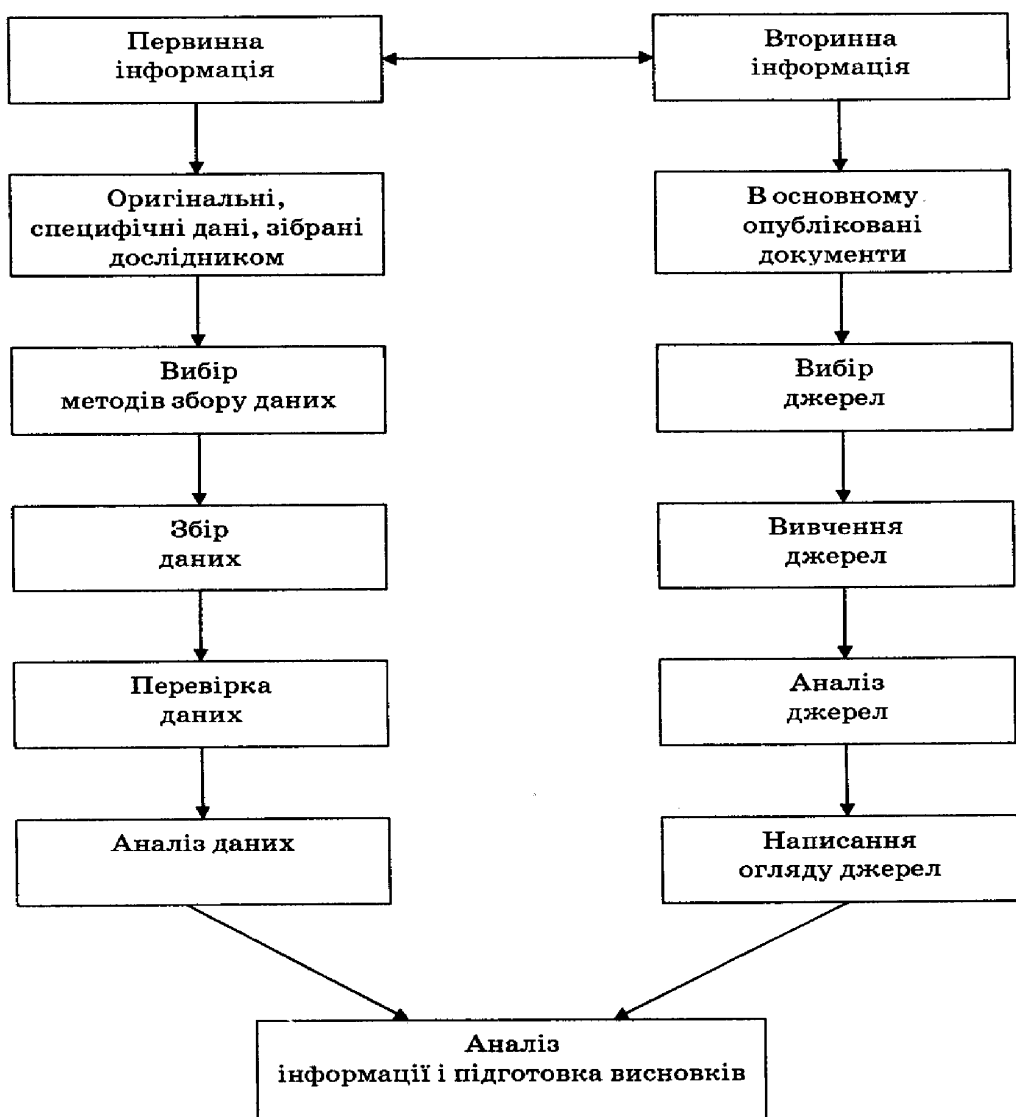 Первинна
інформація
Вторинна
інформація
Оригінальні,
специфічні дані, зібрані
дослідником
В основному
опубліковані
документи
Вибір
методів збору даних
Вибір
джерел
Збір
даних
Вивчення
джерел
Перевірка
даних
Аналіз
джерел
Аналіз даних
Написання
огляду джерел
Аналіз
інформації і підготовка висновків